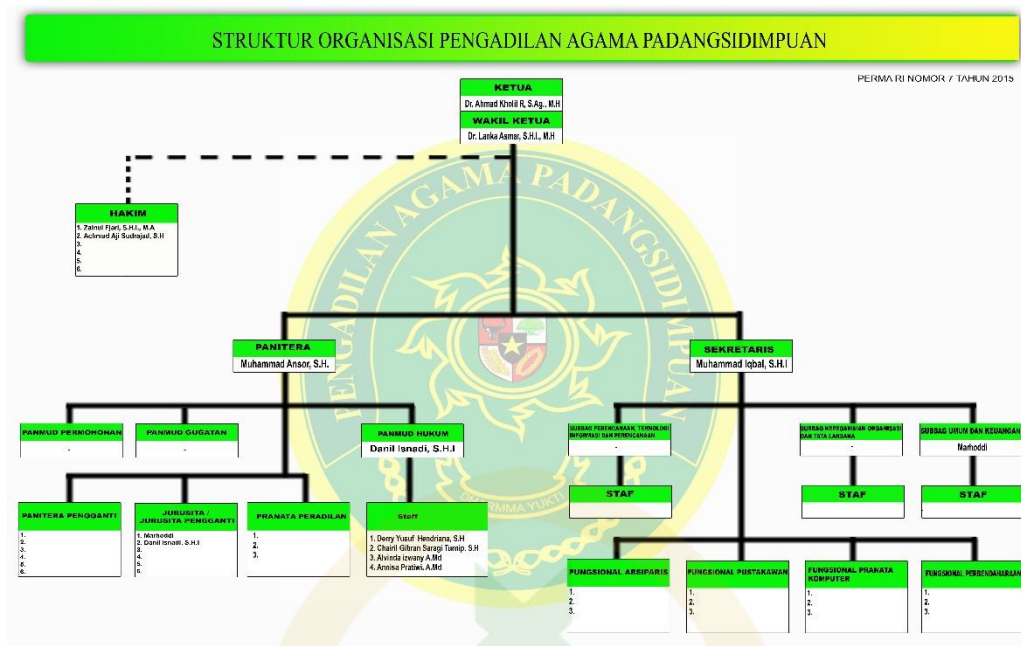 STRUKTUR ORGANISASI PENGADILAN AGAMA PADANGSIDIMPUAN
PERMA RI NOMOR 7 TAHUN 2015
KETUA
Dr. Ahmad Kholil R, S.Ag., M.H
WAKIL KETUA
Dr. Lanka Asmar, S.H.I., M.H
HAKIM
1. Zainul Fjari, S.H.I., M.A
2. Achmad Aji Sudrajad, S.H
3.
4.
5.
6.
PENGADILAN AGAMA PADANGSIDIMPUAN
DHARMMA YUKTI
PANITERA
Muhammad Ansor, S.H.
SEKRETARIS
Muhammad Iqbal, S.H.I
PANMUD PERMOHONAN
-
PANMUD GUGATAN
-
PANMUD HUKUM
Danil Isnadi, S.H.I
SUBBAG PERENCANAAN, TEKNOLOGI
INFORMASI DAN PERENCANAAN
-
SUBBAG KEPEGAWAIAN ORGANISASI
DAN TATA LAKSANA
-
SUBBAG UMUM DAN KEUANGAN
Marhoddi
STAF
STAF
STAF
PANITERA PENGGANTI
1.
2.
3.
4.
5.
6.
JURUSITA /
JURUSITA PENGGANTI
1. Marhoddi
2. Danil Isnadi, S.H.I
3.
4.
5.
6.
PRANATA PERADILAN
1.
2.
3.
Staff
1. Derry Yusuf Hendriana, S.H
2. Chairil Gibran Saragi Turnip. S.H
3. Alvinda Izwany A.Md
4. Annisa Pratiwi. A.Md
FUNGSIONAL ARSIPARIS
1.
2.
3.
FUNGSIONAL PUSTAKAWAN
1.
2.
3.
FUNGSIONAL PRANATA
KOMPUTER
1.
2.
3.
FUNGSIONAL PERBENDAHARAAN
1.
2.
3.